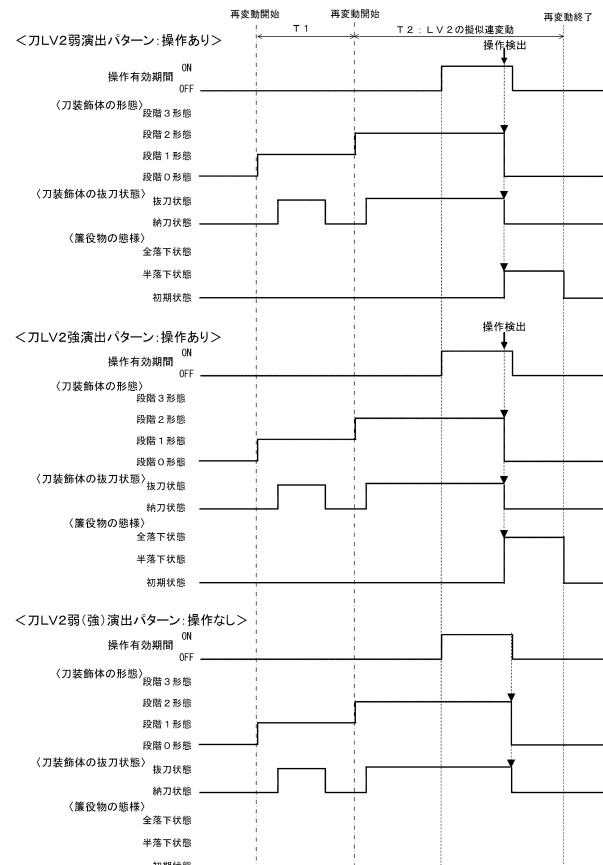 再変動開始 再変動開始 再変動終了
T1 T2:LV2の擬似連変動
＜刀LV2弱演出パターン:操作あり＞
操作検出
操作有効期間 ON
OFF
〈刀装飾体の形態〉
段階3形態
段階2形態
段階1形態
段階0形態
〈刀装飾体の抜刀状態〉
抜刀状態
納刀状態
〈簾役物の態様〉
全落下状態
半落下状態
初期状態
＜刀LV2強演出パターン:操作あり＞
操作検出
操作有効期間 ON
OFF
〈刀装飾体の形態〉
段階3形態
段階2形態
段階1形態
段階0形態
〈刀装飾体の抜刀状態〉
抜刀状態
納刀状態
〈簾役物の態様〉
全落下状態
半落下状態
初期状態
＜刀LV2弱(強)演出パターン:操作なし＞
操作有効期間 ON
OFF
〈刀装飾体の形態〉
段階3形態
段階2形態
段階1形態
段階0形態
〈刀装飾体の抜刀状態〉
抜刀状態
納刀状態
〈簾役物の態様〉
全落下状態
半落下状態